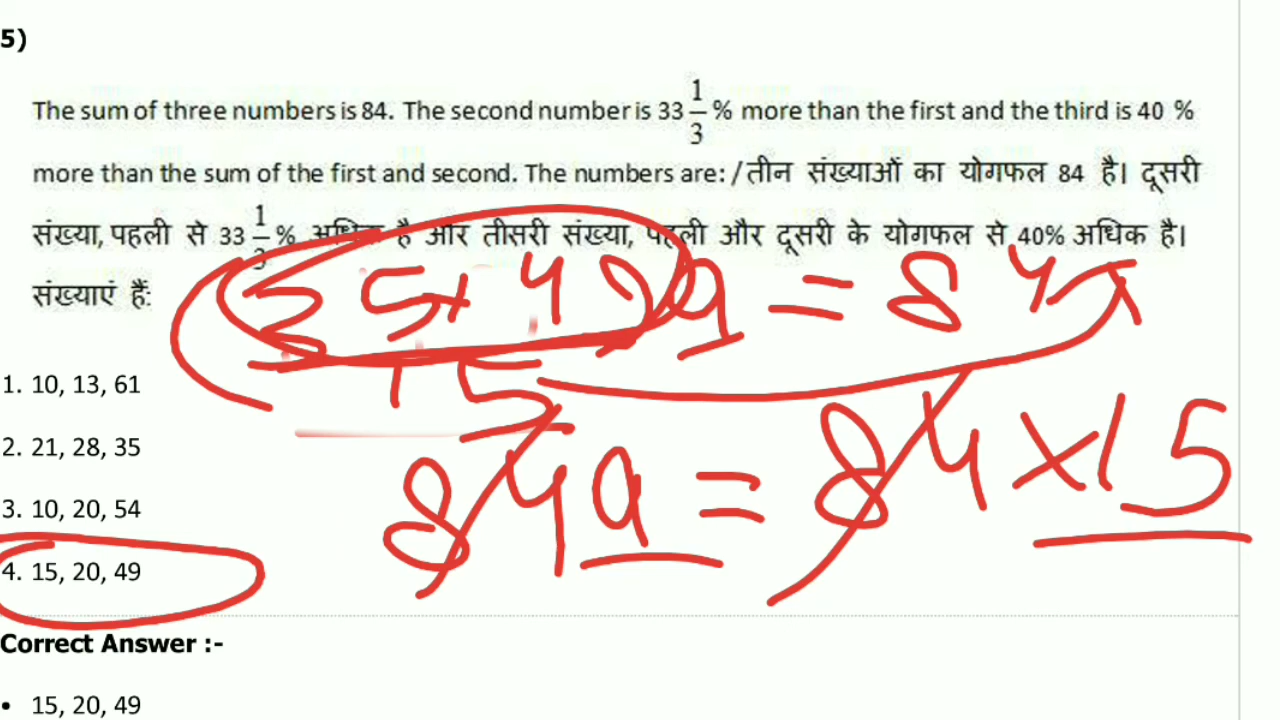 5)
The sum of three numbers is 84. The second number is 33 1/3 % more than the first and the third is 40 %
more than the sum of the first and second. The numbers are: /तीन संख्याओं का योगफल 84 है। दूसरी
संख्या, पहली से 33 1/3 % अधिक है और तीसरी संख्या, पहली और दूसरी के योगफल से 40% अधिक है।
संख्याएं हैं:
35+49a = 84
15
1. 10, 13, 61
2. 21, 28, 35
84a = 84 x 15
3. 10, 20, 54
4. 15, 20, 49
Correct Answer :-
• 15, 20, 49